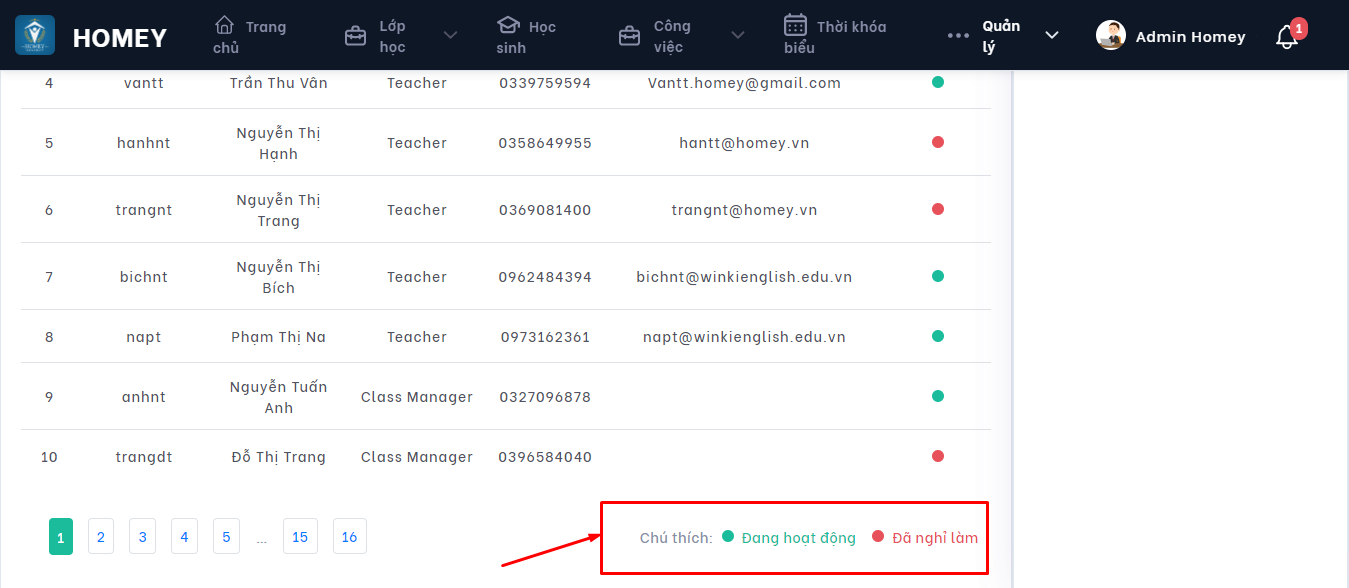 HOMEY
Trang chủ
Lớp học
Học sinh
Công việc
Thời khóa biểu
Quản lý
Admin Homey
1
4 vantt Trần Thu Vân Teacher 0339759594 Vantt.homey@gmail.com
5 hanhnt Nguyễn Thị Hạnh Teacher 0358649955 hantt@homey.vn
6 trangnt Nguyễn Thị Trang Teacher 0369081400 trangnt@homey.vn
7 bichnt Nguyễn Thị Bích Teacher 0962484394 bichnt@winkienglish.edu.vn
8 napt Phạm Thị Na Teacher 0973162361 napt@winkienglish.edu.vn
9 anhnt Nguyễn Tuấn Anh Class Manager 0327096878
10 trangdt Đỗ Thị Trang Class Manager 0396584040
1 2 3 4 5 ... 15 16
Chú thích: Đang hoạt động Đã nghỉ làm